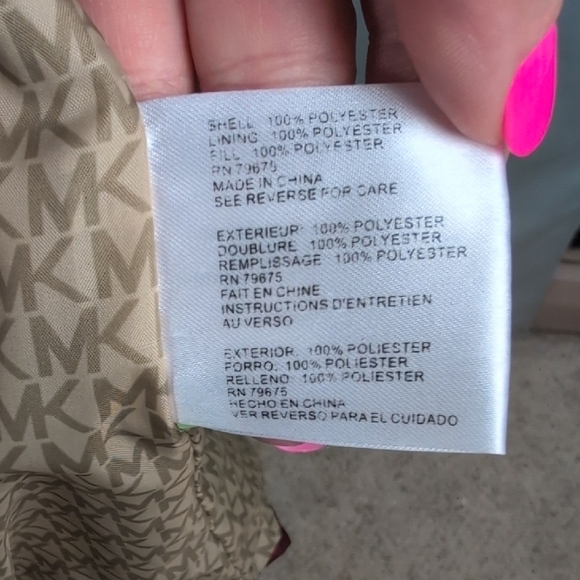 SHELL 100% POLYESTER
LINING 100% POLYESTER
FILL 100% POLYESTER
RN 79675
MADE IN CHINA
SEE REVERSE FOR CARE
EXTERIEUR: 100% POLYESTER
DOUBLURE 100% POLYESTER
REMPLISSAGE 100% POLYESTER
RN 79675
FAIT EN CHINE
INSTRUCTIONS D'ENTRETIEN
AU VERSO
EXTERIOR: 100% POLIESTER
FORRO: 100% POLIESTER
RELLENO: 100% POLIESTER
RN 79675
HECHO EN CHINA
VER REVERSO PARA EL CUIDADO